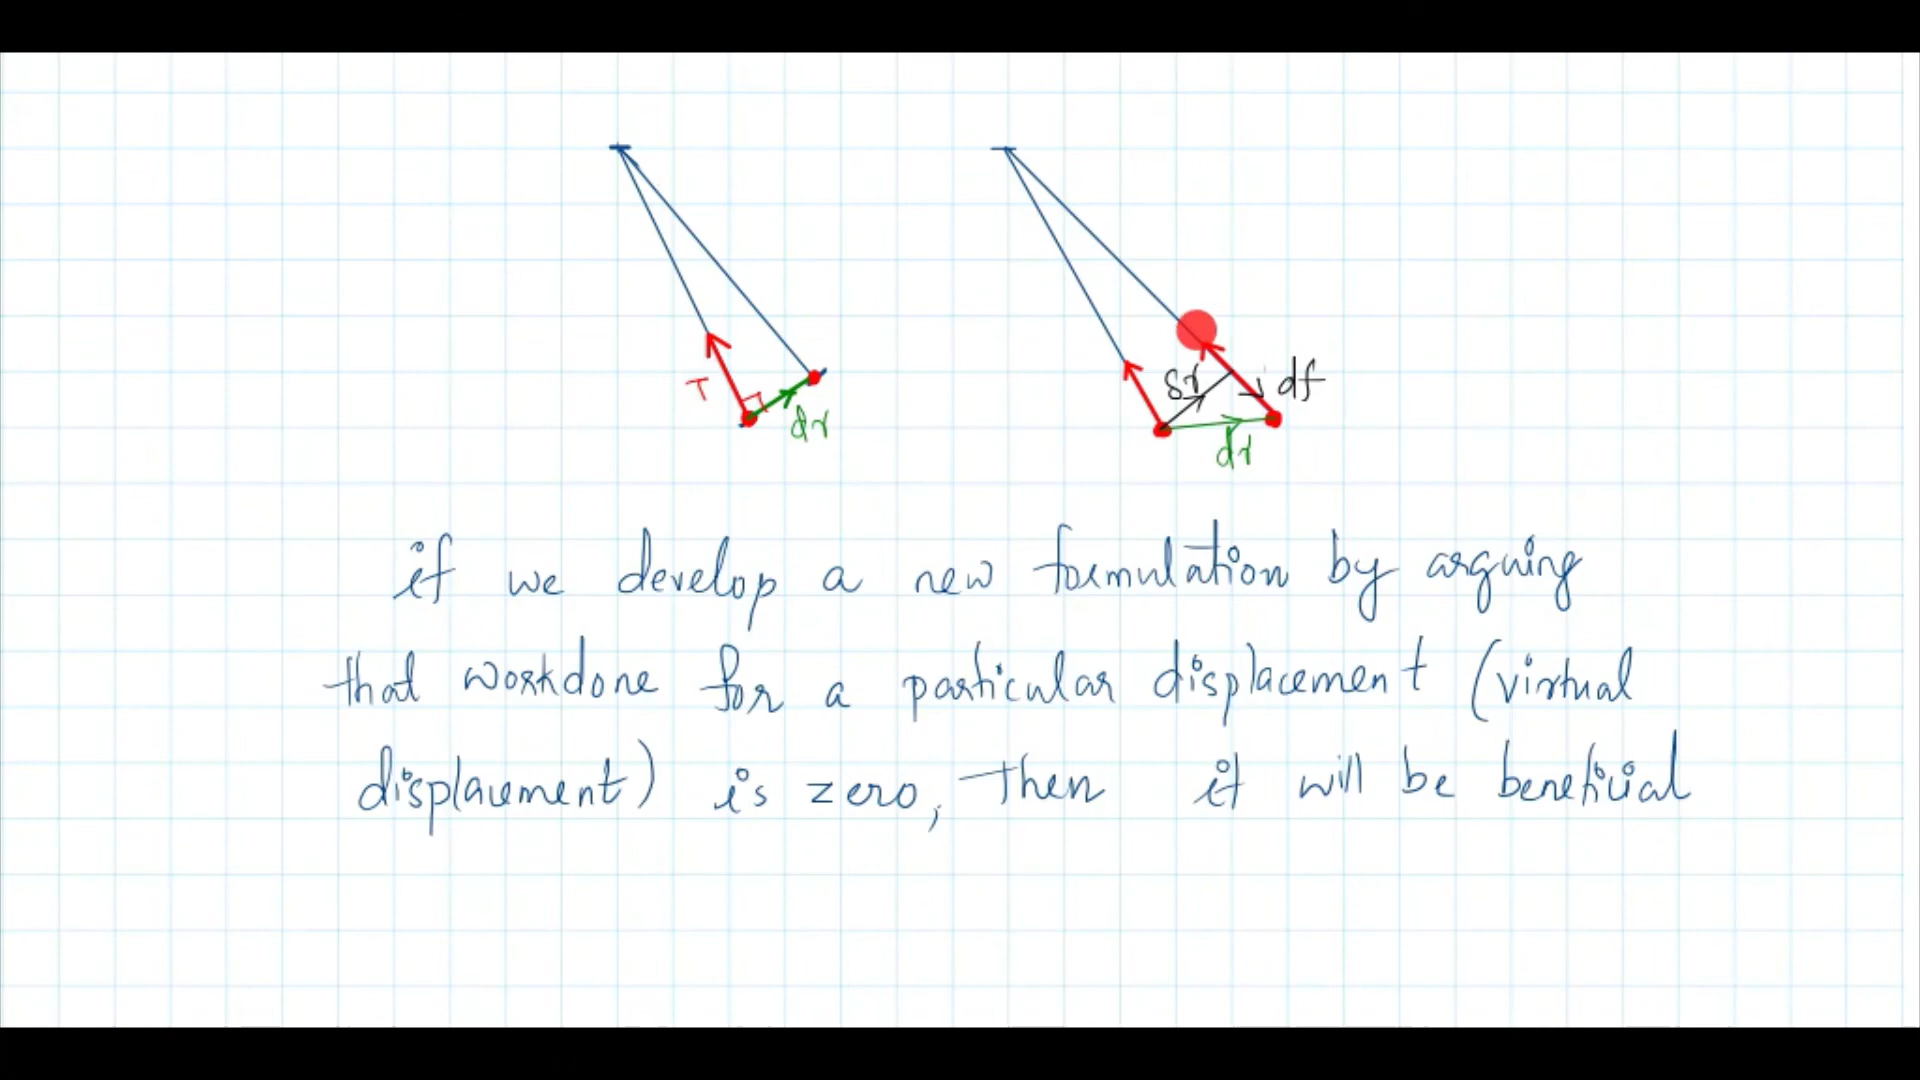 T
dr
δr
df
dr
if we develop a new formulation by arguing
that workdone for a particular displacement (virtual
displacement) is zero, then it will be beneficial